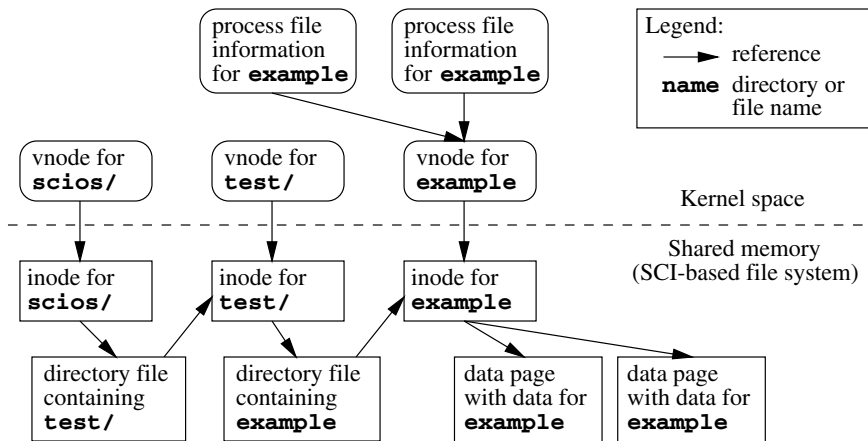 process file
information
for example
process file
information
for example
Legend:
reference
name directory or
file name
vnode for
scios/
vnode for
test/
vnode for
example
Kernel space
Shared memory
(SCI-based file system)
inode for
scios/
inode for
test/
inode for
example
directory file
containing
test/
directory file
containing
example
data page
with data for
example
data page
with data for
example